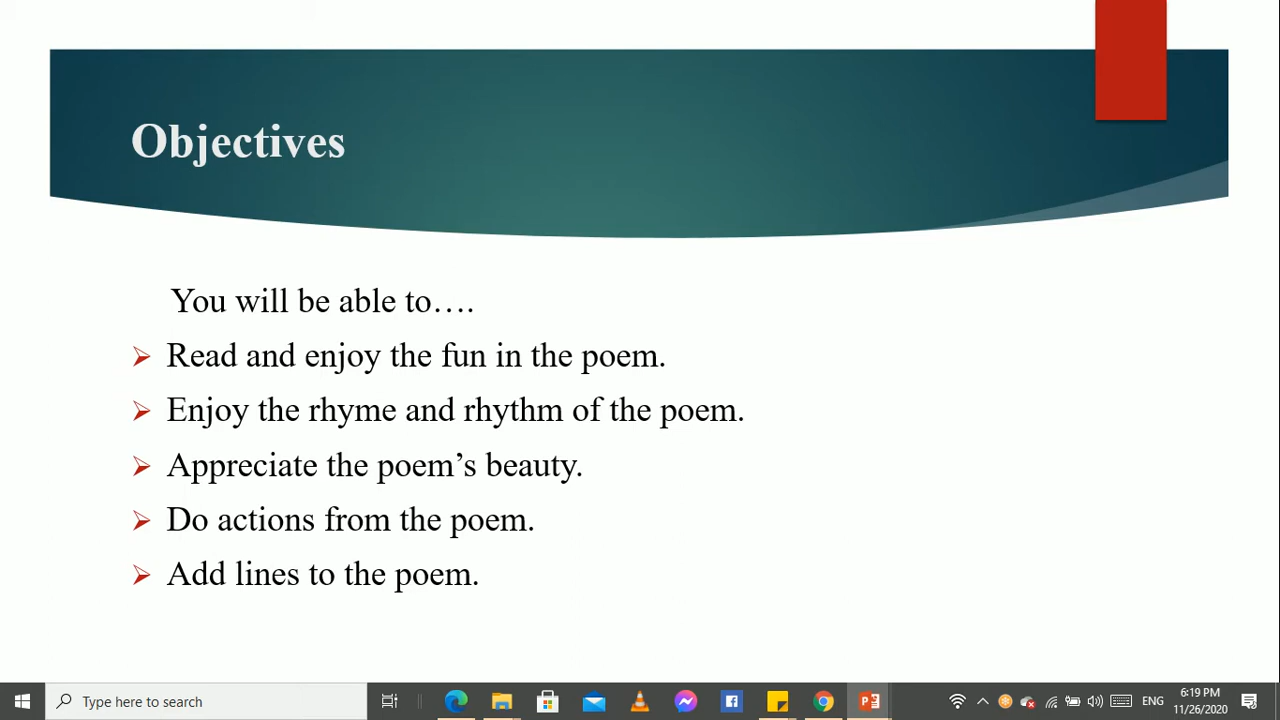 Objectives
You will be able to….
Read and enjoy the fun in the poem.
Enjoy the rhyme and rhythm of the poem.
Appreciate the poem’s beauty.
Do actions from the poem.
Add lines to the poem.
Type here to search
ENG
6:19 PM
11/26/2020